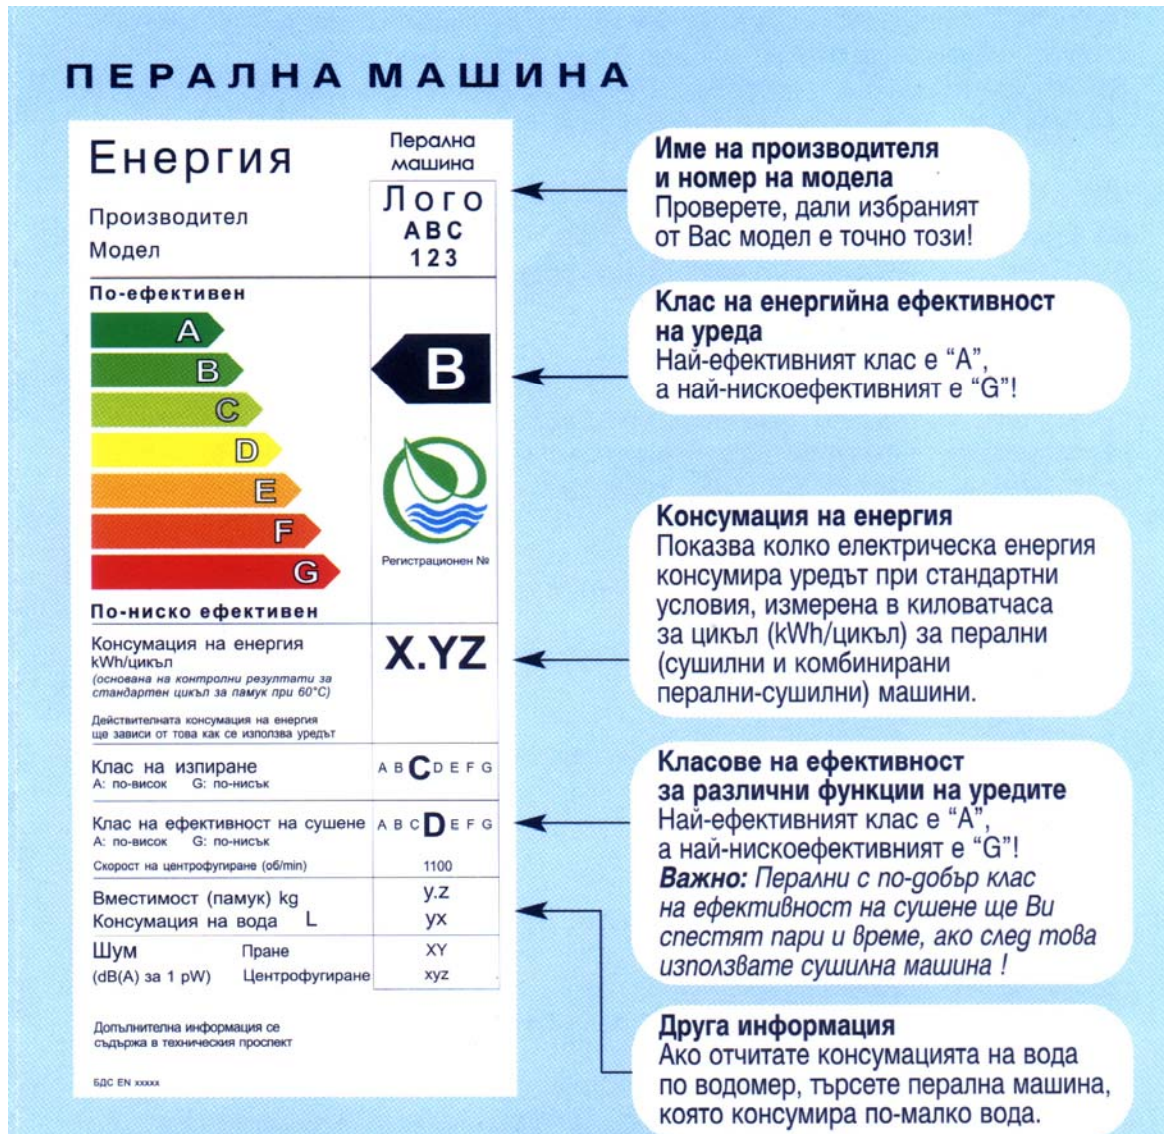 ПЕРАЛНА МАШИНА
Енергия
Перална
машина
Производител
Модел
Лого
ABC
123
По-ефективен
A
B
C
D
E
F
G
B
Регистрационен №
По-ниско ефективен
Консумация на енергия
kWh/цикъл
(основана на контролни резултати за
стандартен цикъл за памук при 60°C)
X.YZ
Действителната консумация на енергия
ще зависи от това как се използва уредът
Клас на изпиране
A: по-висок G: по-нисък
A B C D E F G
Клас на ефективност на сушене
A: по-висок G: по-нисък
A B C D E F G
Скорост на центрофугиране (об/min) 1100
Вместимост (памук) kg y.z
Консумация на вода L yx
Шум Пране XY
(dB(A) за 1 pW) Центрофугиране xyz
Допълнителна информация се
съдържа в техническия проспект
БДС EN xxxxx
Име на производителя
и номер на модела
Проверете, дали избраният
от Вас модел е точно този!
Клас на енергийна ефективност
на уреда
Най-ефективният клас е “A”,
а най-нискоефективният е “G”!
Консумация на енергия
Показва колко електрическа енергия
консумира уредът при стандартни
условия, измерена в киловатчаса
за цикъл (kWh/цикъл) за перални
(сушилни и комбинирани
перални-сушилни) машини.
Класове на ефективност
за различни функции на уредите
Най-ефективният клас е “A”,
а най-нискоефективният е “G”!
Важно: Перални с по-добър клас
на ефективност на сушене ще Ви
спестят пари и време, ако след това
използвате сушилна машина !
Друга информация
Ако отчитате консумацията на вода
по водомер, търсете перална машина,
която консумира по-малко вода.